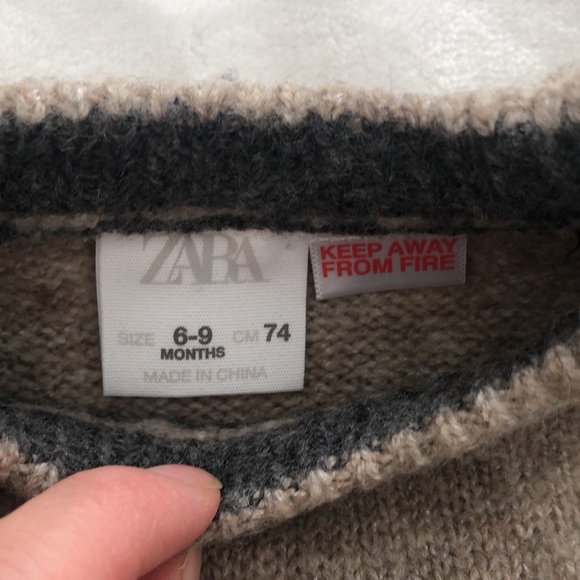 ZARA
SIZE 6-9 MONTHS CM 74
MADE IN CHINA
KEEP AWAY
FROM FIRE